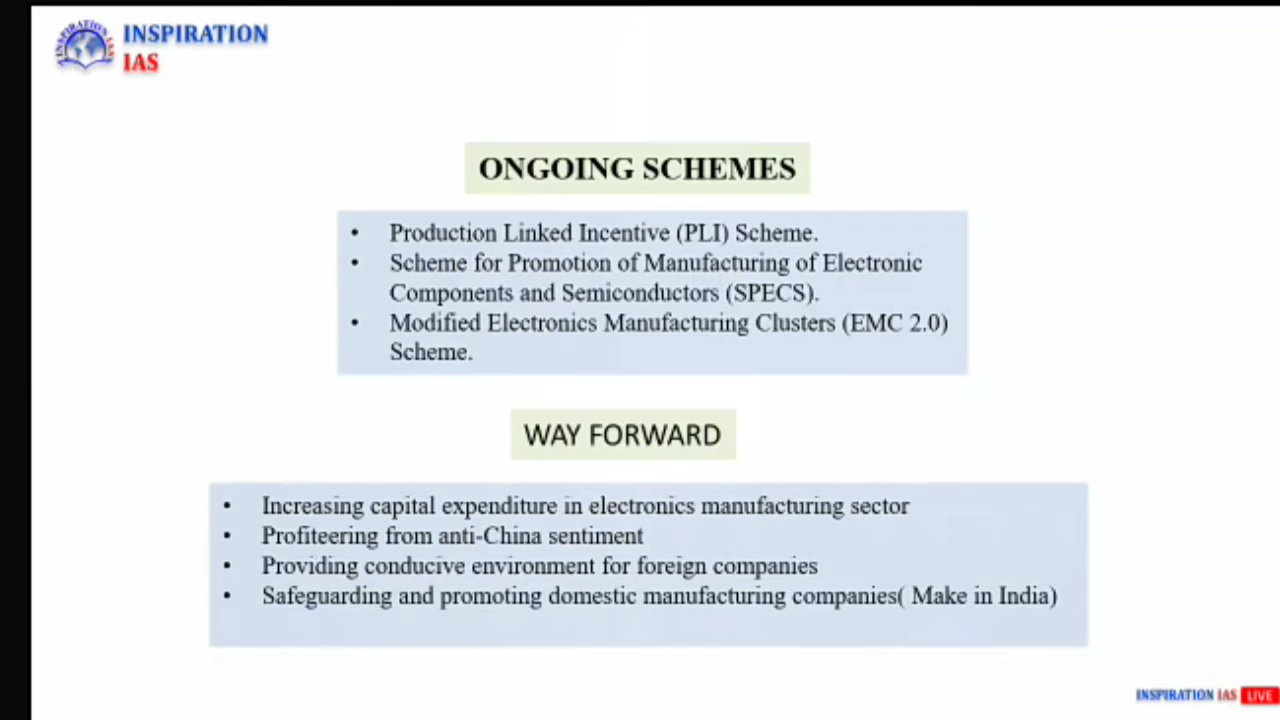 INSPIRATION IAS
INSPIRATION
IAS
ONGOING SCHEMES
• Production Linked Incentive (PLI) Scheme.
• Scheme for Promotion of Manufacturing of Electronic
Components and Semiconductors (SPECS).
• Modified Electronics Manufacturing Clusters (EMC 2.0)
Scheme.
WAY FORWARD
• Increasing capital expenditure in electronics manufacturing sector
• Profiteering from anti-China sentiment
• Providing conducive environment for foreign companies
• Safeguarding and promoting domestic manufacturing companies( Make in India)
INSPIRATION IAS LIVE